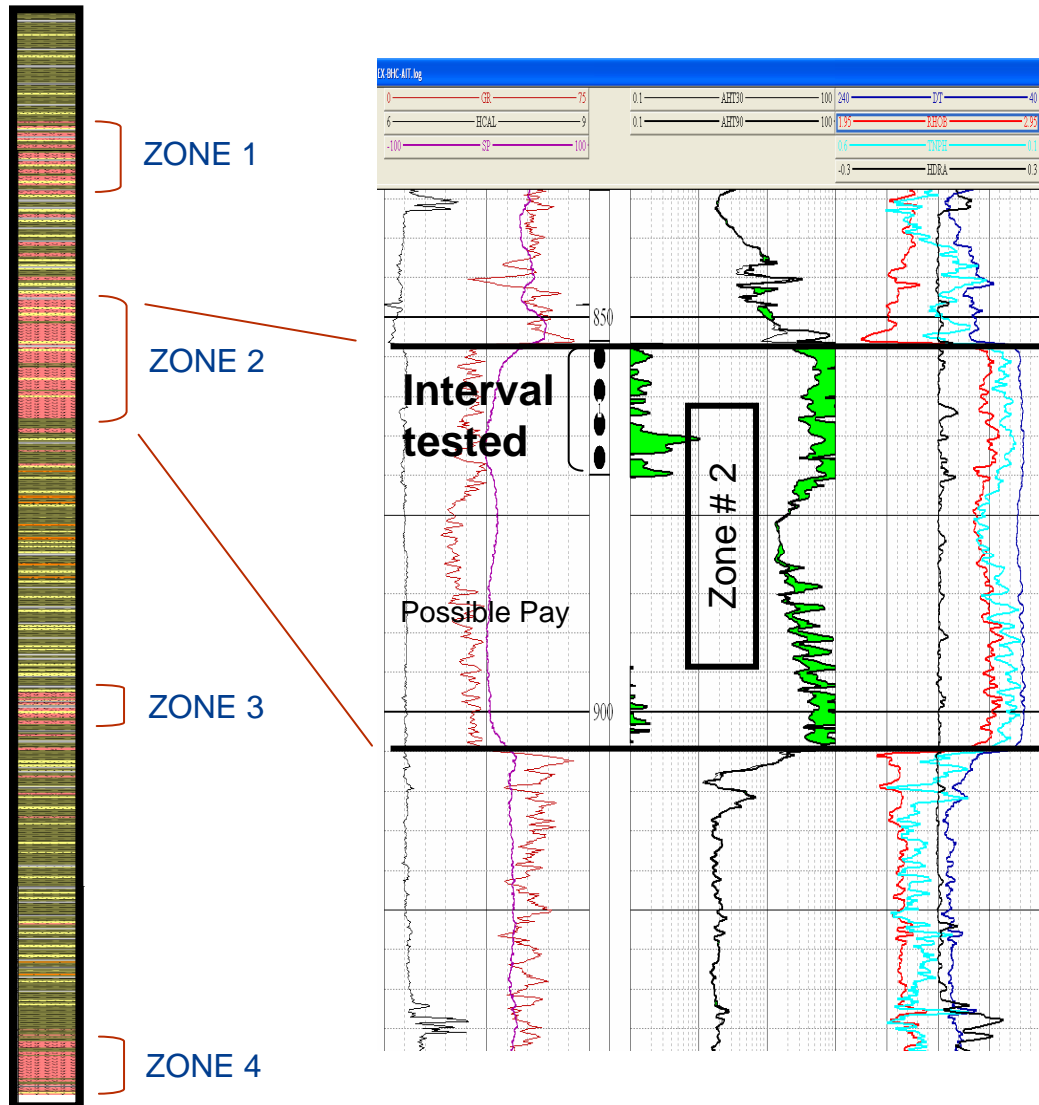 EX-BHC-AIT.log
0 GR 75
6 HCAL 9
-100 SP 100
0.1 AHT30 100
0.1 AHT90 100
240 DT 40
1.95 RHOB 2.95
0.6 TNPH 0.1
-0.3 HDRA 0.3
ZONE 1
ZONE 2
ZONE 3
ZONE 4
850
Interval
tested
Zone # 2
Possible Pay
900